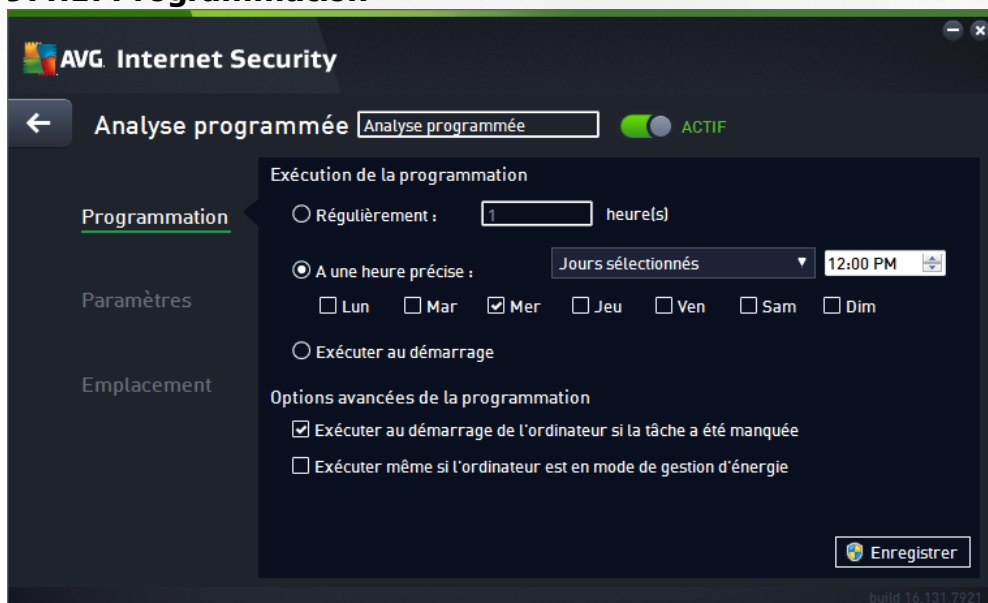 AVG Internet Security
Analyse programmée Analyse programmée ACTIF
Exécution de la programmation
Programmation
Régulièrement : 1 heure(s)
A une heure précise : Jours sélectionnés 12:00 PM
Lun Mar Mer Jeu Ven Sam Dim
Paramètres
Exécuter au démarrage
Emplacement
Options avancées de la programmation
Exécuter au démarrage de l'ordinateur si la tâche a été manquée
Exécuter même si l'ordinateur est en mode de gestion d'énergie
Enregistrer
build 16.131.7921